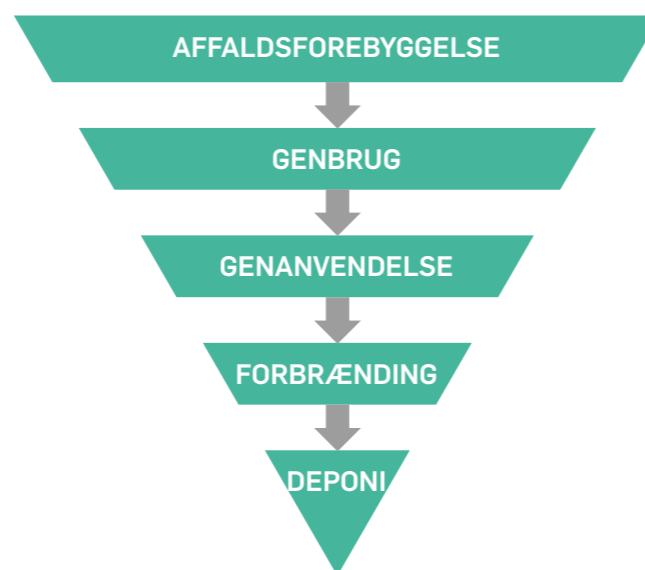 AFFALDSFOREBYGGELSE
GENBRUG
GENANVENDELSE
FORBRÆNDING
DEPONI